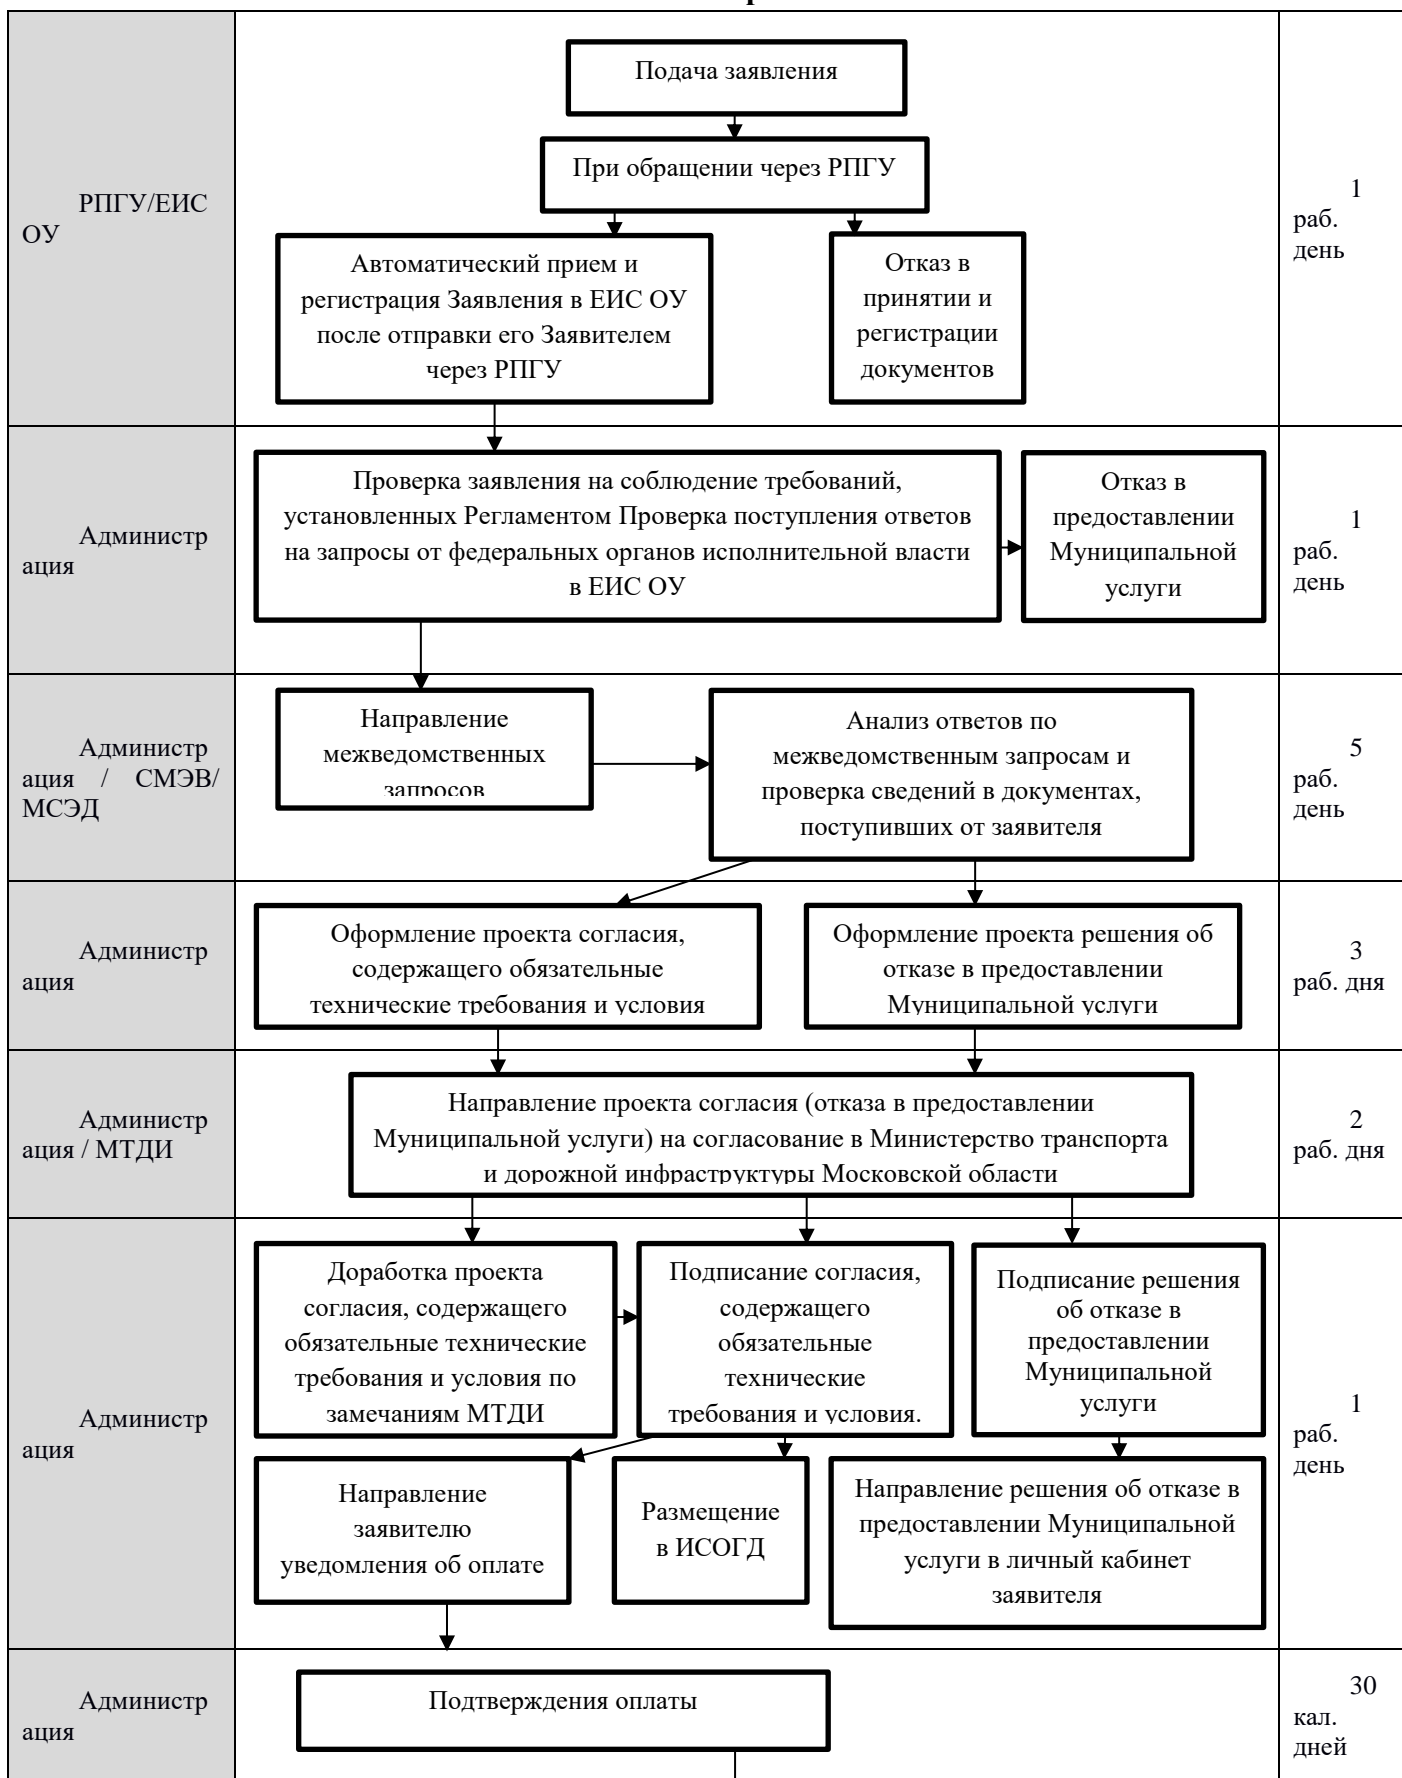 Подача заявления
При обращении через РПГУ
РПГУ/ЕИС
ОУ
Автоматический прием и
регистрация Заявления в ЕИС ОУ
после отправки его Заявителем
через РПГУ
Отказ в
принятии и
регистрации
документов
1
раб.
день
Администр
ация
Проверка заявления на соблюдение требований,
установленных Регламентом Проверка поступления ответов
на запросы от федеральных органов исполнительной власти
в ЕИС ОУ
Отказ в
предоставлении
Муниципальной
услуги
1
раб.
день
Администр
ация / СМЭВ/
МСЭД
Направление
межведомственных
запросов
Анализ ответов по
межведомственным запросам и
проверка сведений в документах,
поступивших от заявителя
5
раб.
день
Администр
ация
Оформление проекта согласия,
содержащего обязательные
технические требования и условия
Оформление проекта решения об
отказе в предоставлении
Муниципальной услуги
3
раб. дня
Администр
ация / МТДИ
Направление проекта согласия (отказа в предоставлении
Муниципальной услуги) на согласование в Министерство транспорта
и дорожной инфраструктуры Московской области
2
раб. дня
Администр
ация
Доработка проекта
согласия, содержащего
обязательные технические
требования и условия по
замечаниям МТДИ
Подписание согласия,
содержащего
обязательные
технические
требования и условия.
Подписание решения
об отказе в
предоставлении
Муниципальной
услуги
Направление
заявителю
уведомления об оплате
Размещение
в ИСОГД
Направление решения об отказе в
предоставлении Муниципальной
услуги в личный кабинет
заявителя
1
раб.
день
Администр
ация
Подтверждения оплаты
30
кал.
дней